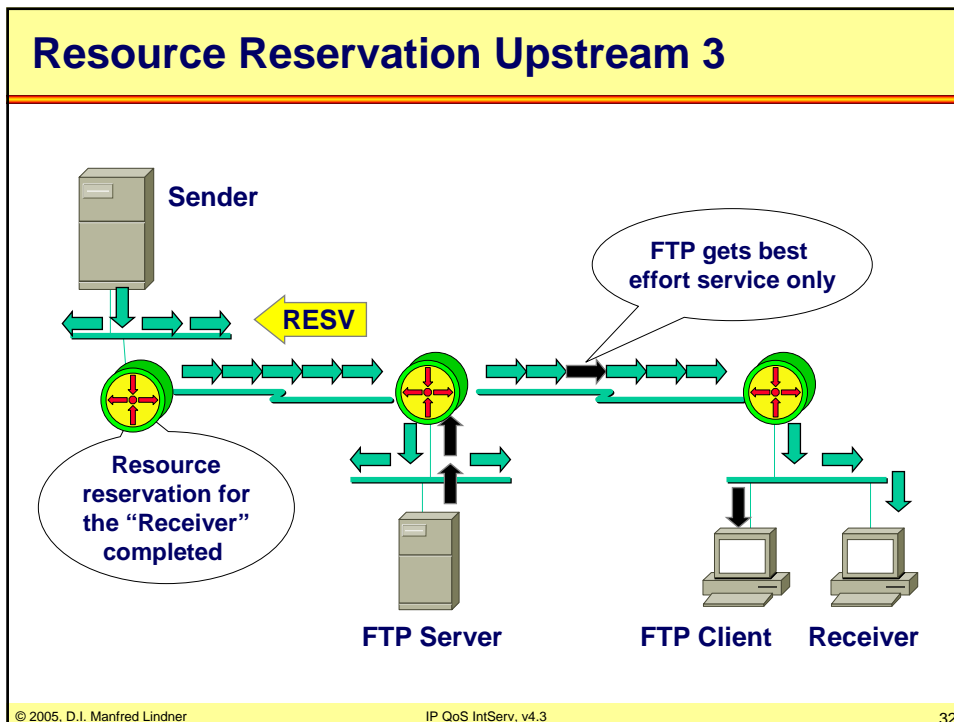 Resource Reservation Upstream 3
Sender
FTP gets best
effort service only
RESV
Resource
reservation for
the “Receiver”
completed
FTP Server
FTP Client
Receiver
© 2005, D.I. Manfred Lindner
IP QoS IntServ, v4.3
32